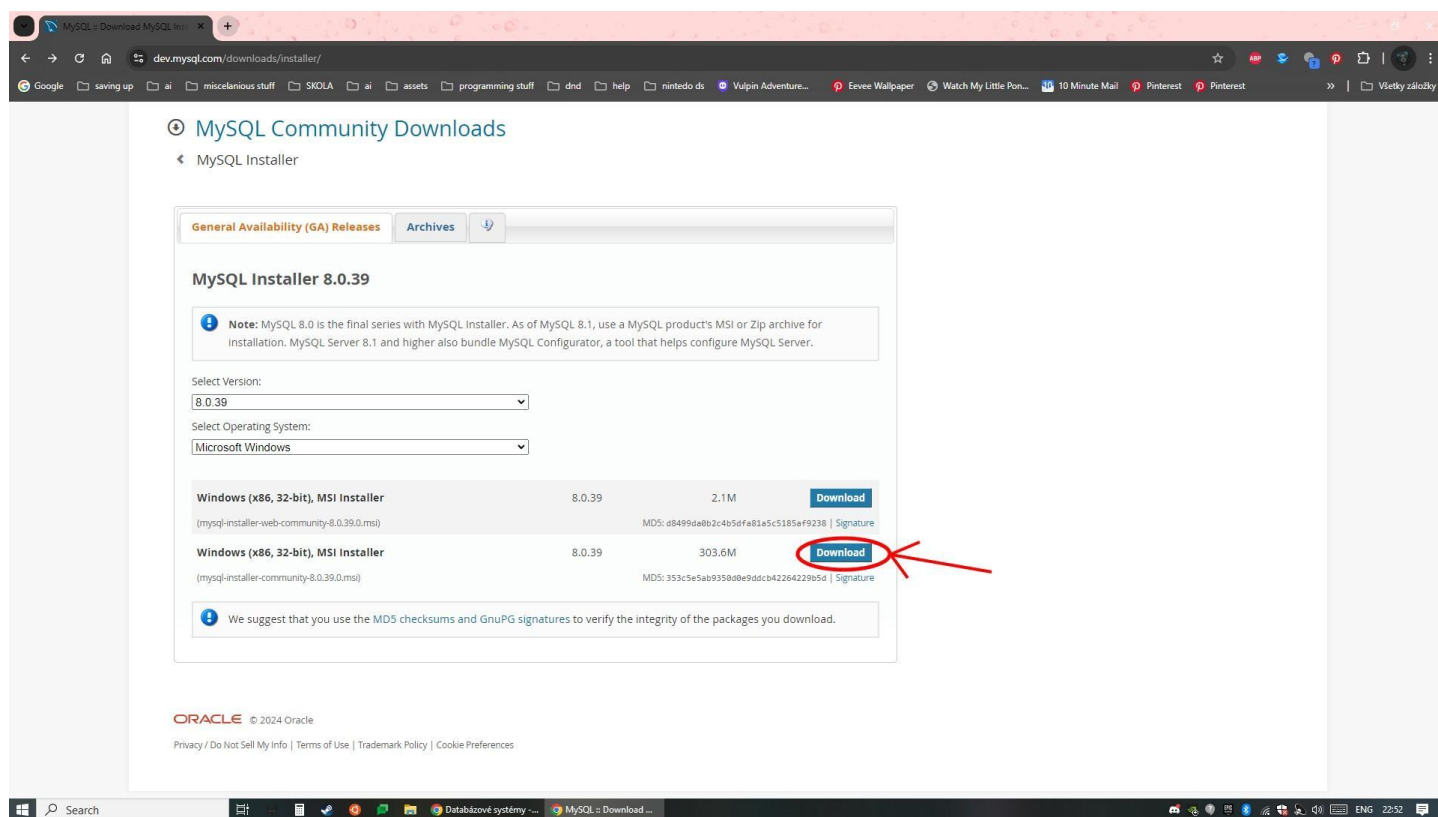 MySQL :: Download MySQL Ins
dev.mysql.com/downloads/installer/
Google saving up ai miscelanious stuff SKOLA ai assets programming stuff dnd help nintedo ds Vulpin Adventure... Eevee Wallpaper Watch My Little Pon... 10 Minute Mail Pinterest Pinterest » Všetky záložky
MySQL Community Downloads
MySQL Installer
General Availability (GA) Releases Archives
MySQL Installer 8.0.39
Note: MySQL 8.0 is the final series with MySQL Installer. As of MySQL 8.1, use a MySQL product's MSI or Zip archive for
installation. MySQL Server 8.1 and higher also bundle MySQL Configurator, a tool that helps configure MySQL Server.
Select Version:
8.0.39
Select Operating System:
Microsoft Windows
Windows (x86, 32-bit), MSI Installer 8.0.39 2.1M Download
(mysql-installer-web-community-8.0.39.0.msi) MD5: d8499da0b2c4b5dfa81a5c5185af9238 | Signature
Windows (x86, 32-bit), MSI Installer 8.0.39 303.6M Download
(mysql-installer-community-8.0.39.0.msi) MD5: 353c5e5ab9350d0e9ddcb42264229b5d | Signature
We suggest that you use the MD5 checksums and GnuPG signatures to verify the integrity of the packages you download.
ORACLE © 2024 Oracle
Privacy / Do Not Sell My Info | Terms of Use | Trademark Policy | Cookie Preferences
Search Databázové systémy -... MySQL :: Download ... ENG 22:52